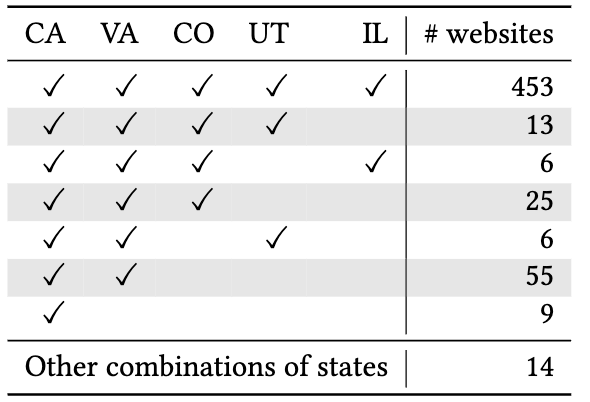 CA VA CO UT IL # websites
✓ ✓ ✓ ✓ ✓ 453
✓ ✓ ✓ ✓ 13
✓ ✓ ✓ ✓ 6
✓ ✓ ✓ 25
✓ ✓ ✓ 6
✓ ✓ 55
✓ 9
Other combinations of states 14